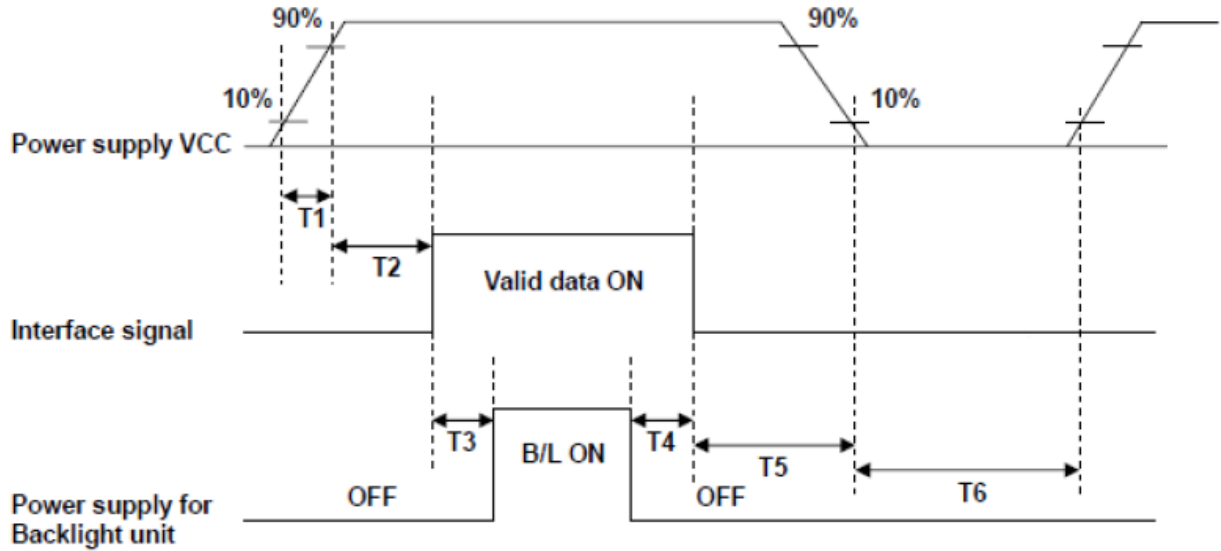 90%
90%
10%
10%
Power supply VCC
T1
T2
Valid data ON
Interface signal
T3
T4
B/L ON
T5
T6
OFF
OFF
Power supply for
Backlight unit